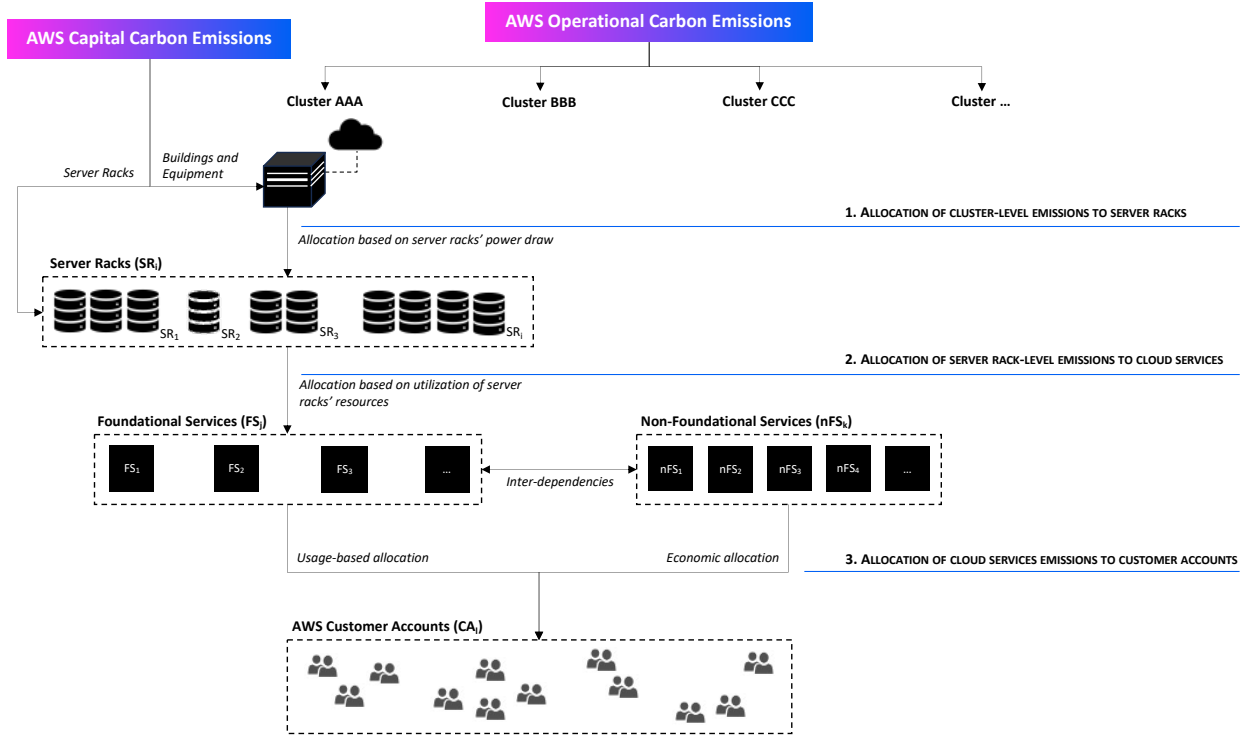 AWS Capital Carbon Emissions
AWS Operational Carbon Emissions
Cluster AAA
Cluster BBB
Cluster CCC
Cluster ...
Server Racks
Buildings and
Equipment
1. ALLOCATION OF CLUSTER-LEVEL EMISSIONS TO SERVER RACKS
Allocation based on server racks' power draw
Server Racks (SRi)
SR1
SR2
SR3
SRi
2. ALLOCATION OF SERVER RACK-LEVEL EMISSIONS TO CLOUD SERVICES
Allocation based on utilization of server
racks' resources
Foundational Services (FSj)
Non-Foundational Services (nFSk)
FS1
FS2
FS3
...
nFS1
nFS2
nFS3
nFS4
...
Inter-dependencies
Usage-based allocation
Economic allocation
3. ALLOCATION OF CLOUD SERVICES EMISSIONS TO CUSTOMER ACCOUNTS
AWS Customer Accounts (CAl)